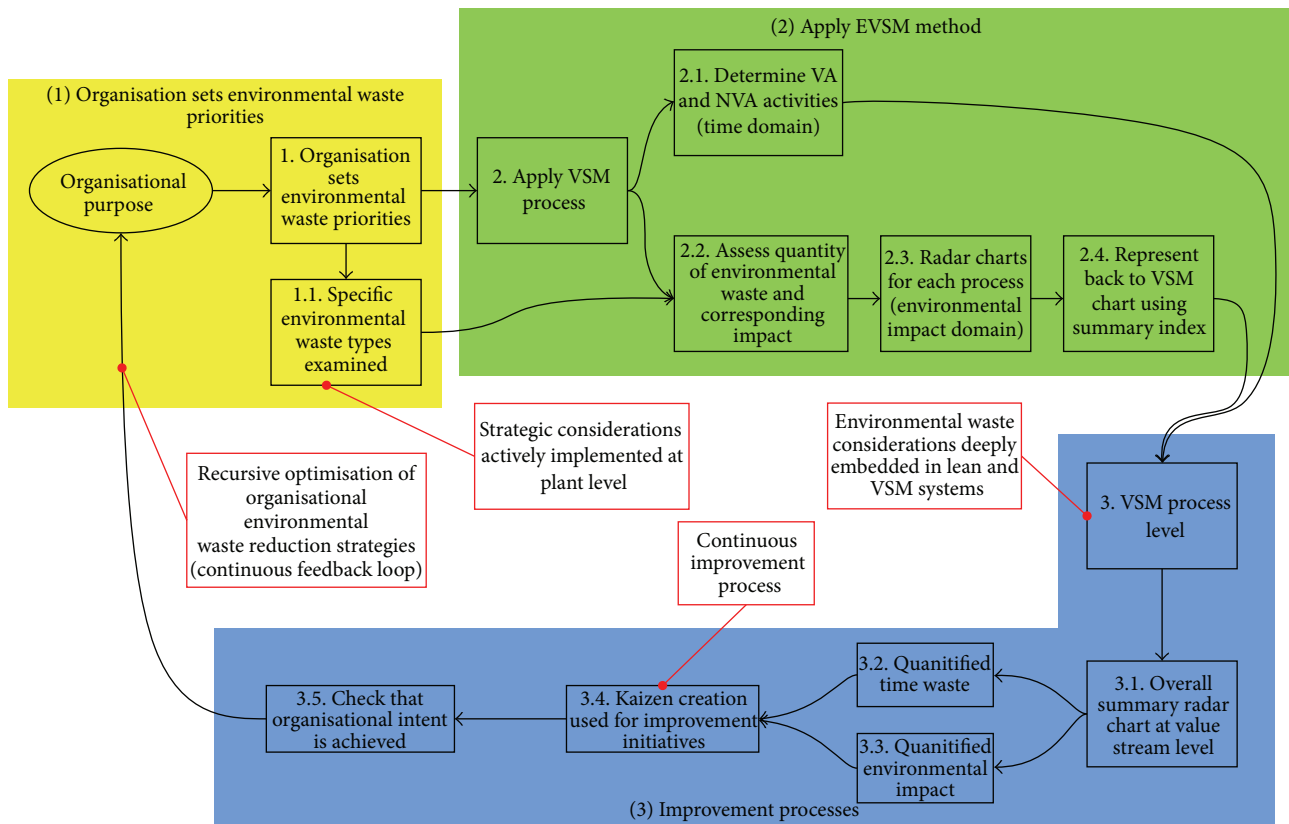 (1) Organisation sets environmental waste
priorities
Organisational
purpose
1. Organisation
sets
environmental
waste priorities
1.1. Specific
environmental
waste types
examined
(2) Apply EVSM method
2. Apply VSM
process
2.1. Determine VA
and NVA activities
(time domain)
2.2. Assess quantity
of environmental
waste and
corresponding
impact
2.3. Radar charts
for each process
(environmental
impact domain)
2.4. Represent
back to VSM
chart using
summary index
Recursive optimisation of
organisational
environmental
waste reduction strategies
(continuous feedback loop)
Strategic considerations
actively implemented at
plant level
Environmental waste
considerations deeply
embedded in lean and
VSM systems
Continuous
improvement
process
3. VSM process
level
3.1. Overall
summary radar
chart at value
stream level
3.2. Quanitified
time waste
3.3. Quanitified
environmental
impact
3.4. Kaizen creation
used for improvement
initiatives
3.5. Check that
organisational intent
is achieved
(3) Improvement processes